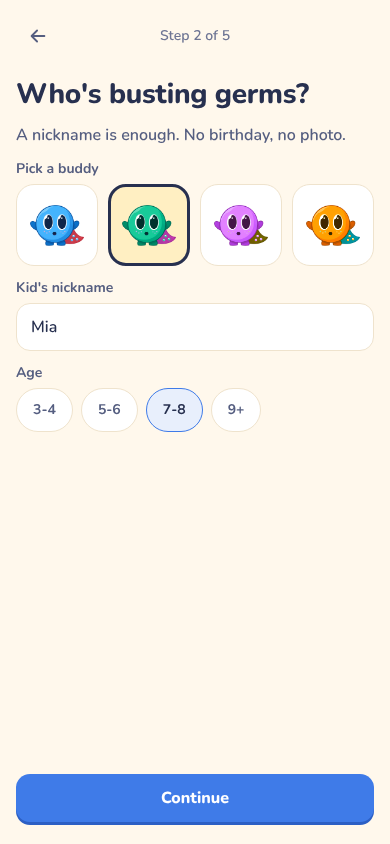 Step 2 of 5
Who's busting germs?
A nickname is enough. No birthday, no photo.
Pick a buddy
Kid's nickname
Mia
Age
3-4 5-6 7-8 9+
Continue